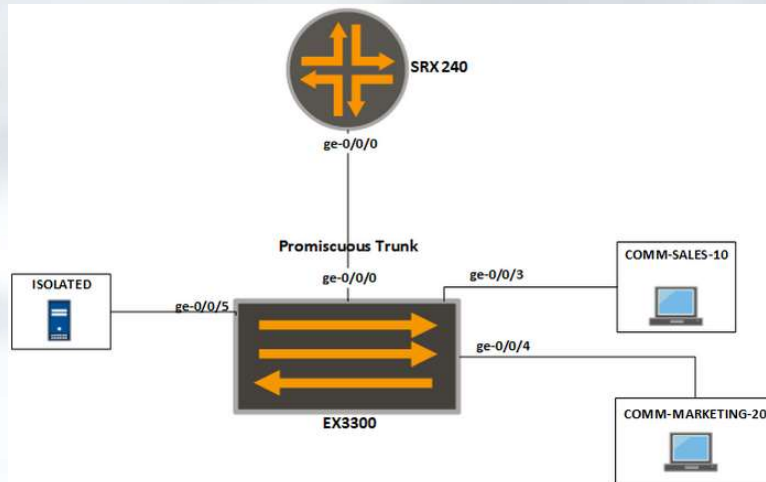 SRX 240
ge-0/0/0
Promiscuous Trunk
ge-0/0/0
ISOLATED
ge-0/0/5
ge-0/0/3
COMM-SALES-10
ge-0/0/4
COMM-MARKETING-20
EX3300